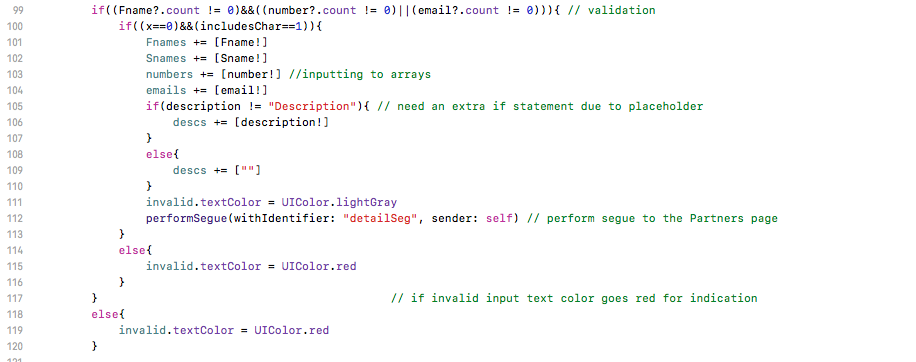 99 if((Fname?.count != 0)&&((number?.count != 0)||(email?.count != 0))){ // validation
100 if((x==0)&&(includesChar==1)){
101 Fnames += [Fname!]
102 Snames += [Sname!]
103 numbers += [number!] //inputting to arrays
104 emails += [email!]
105 if(description != "Description"){ // need an extra if statement due to placeholder
106 descs += [description!]
107 }
108 else{
109 descs += [""]
110 }
111 invalid.textColor = UIColor.lightGray
112 performSegue(withIdentifier: "detailSeg", sender: self) // perform segue to the Partners page
113 }
114 else{
115 invalid.textColor = UIColor.red
116 }
117 } // if invalid input text color goes red for indication
118 else{
119 invalid.textColor = UIColor.red
120 }